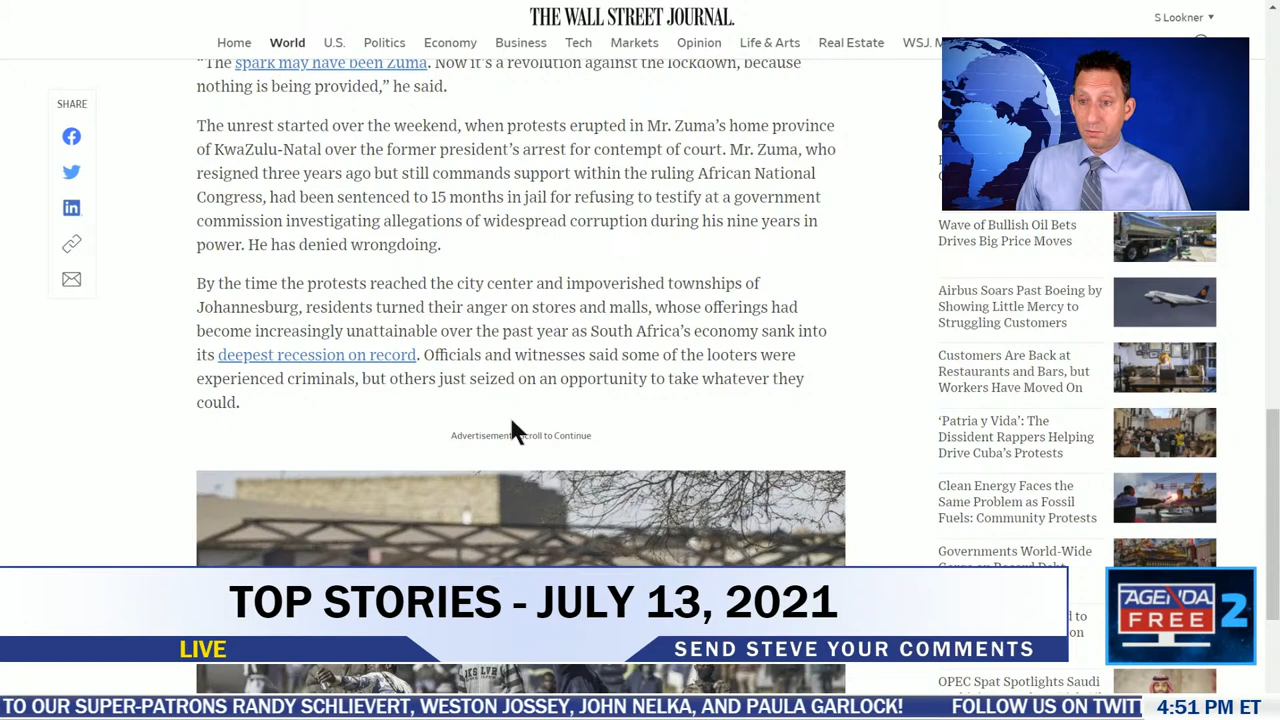 THE WALL STREET JOURNAL.
S Lookner
Home World U.S. Politics Economy Business Tech Markets Opinion Life & Arts Real Estate WSJ.
SHARE
"The spark may have been Zuma. Now it's a revolution against the lockdown, because
nothing is being provided," he said.
The unrest started over the weekend, when protests erupted in Mr. Zuma's home province
of KwaZulu-Natal over the former president's arrest for contempt of court. Mr. Zuma, who
resigned three years ago but still commands support within the ruling African National
Congress, had been sentenced to 15 months in jail for refusing to testify at a government
commission investigating allegations of widespread corruption during his nine years in
power. He has denied wrongdoing.
By the time the protests reached the city center and impoverished townships of
Johannesburg, residents turned their anger on stores and malls, whose offerings had
become increasingly unattainable over the past year as South Africa's economy sank into
its deepest recession on record. Officials and witnesses said some of the looters were
experienced criminals, but others just seized on an opportunity to take whatever they
could.
Advertisement Scroll to Continue
Wave of Bullish Oil Bets
Drives Big Price Moves
Airbus Soars Past Boeing by
Showing Little Mercy to
Struggling Customers
Customers Are Back at
Restaurants and Bars, but
Workers Have Moved On
'Patria y Vida': The
Dissident Rappers Helping
Drive Cuba's Protests
Clean Energy Faces the
Same Problem as Fossil
Fuels: Community Protests
Governments World-Wide
OPEC Spat Spotlights Saudi
TOP STORIES - JULY 13, 2021
LIVE
SEND STEVE YOUR COMMENTS
AGENDA
FREE 2
TO OUR SUPER-PATRONS RANDY SCHLIEVERT, WESTON JOSSEY, JOHN NELKA, AND PAULA GARLOCK! FOLLOW US ON TWIT
4:51 PM ET